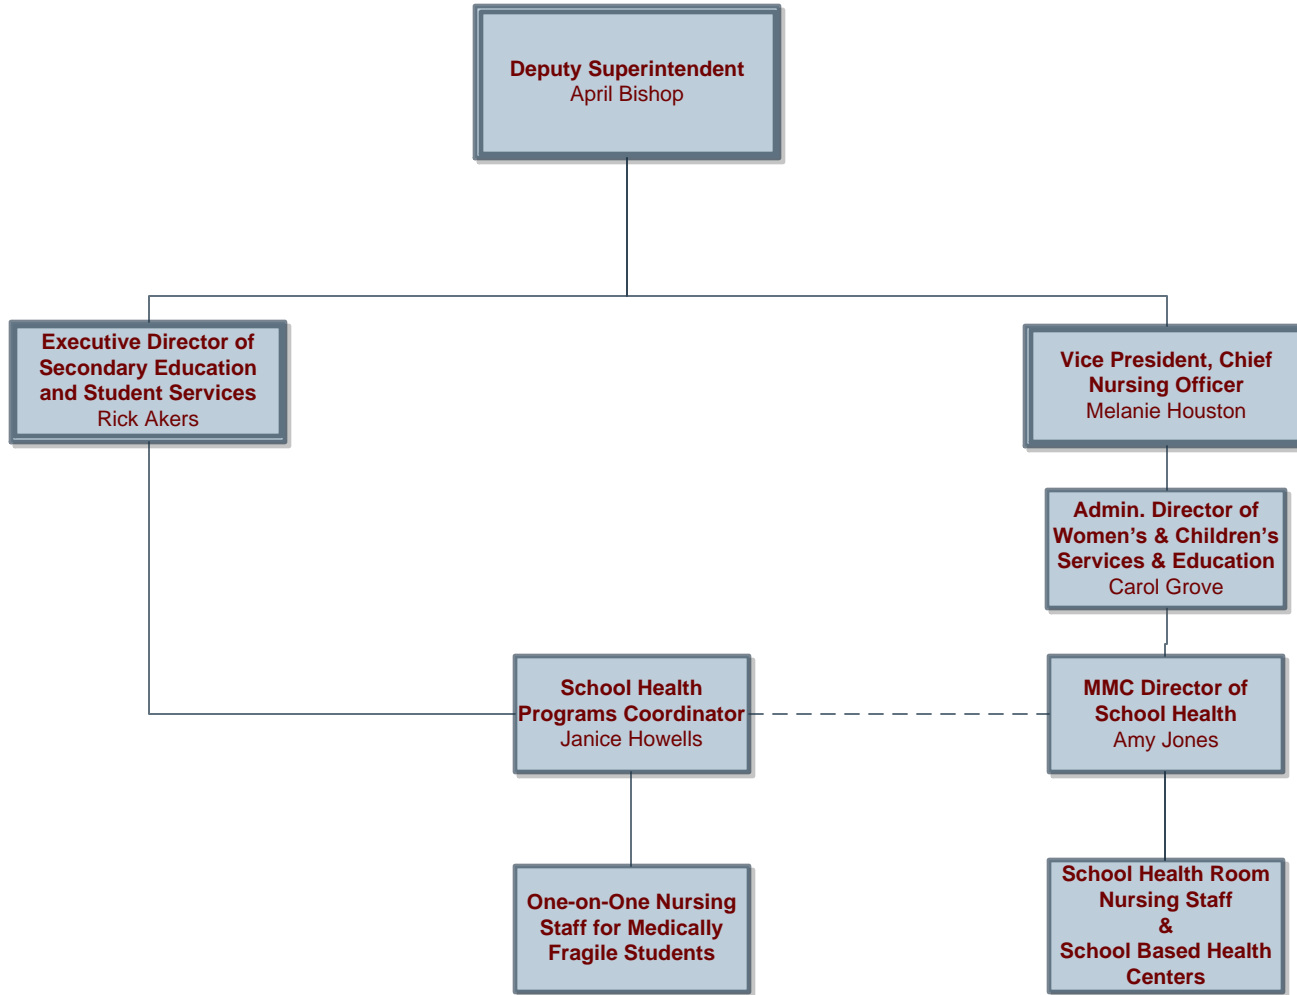 Deputy Superintendent
April Bishop
Executive Director of
Secondary Education
and Student Services
Rick Akers
Vice President, Chief
Nursing Officer
Melanie Houston
Admin. Director of
Women’s & Children’s
Services & Education
Carol Grove
School Health
Programs Coordinator
Janice Howells
MMC Director of
School Health
Amy Jones
One-on-One Nursing
Staff for Medically
Fragile Students
School Health Room
Nursing Staff
&
School Based Health
Centers